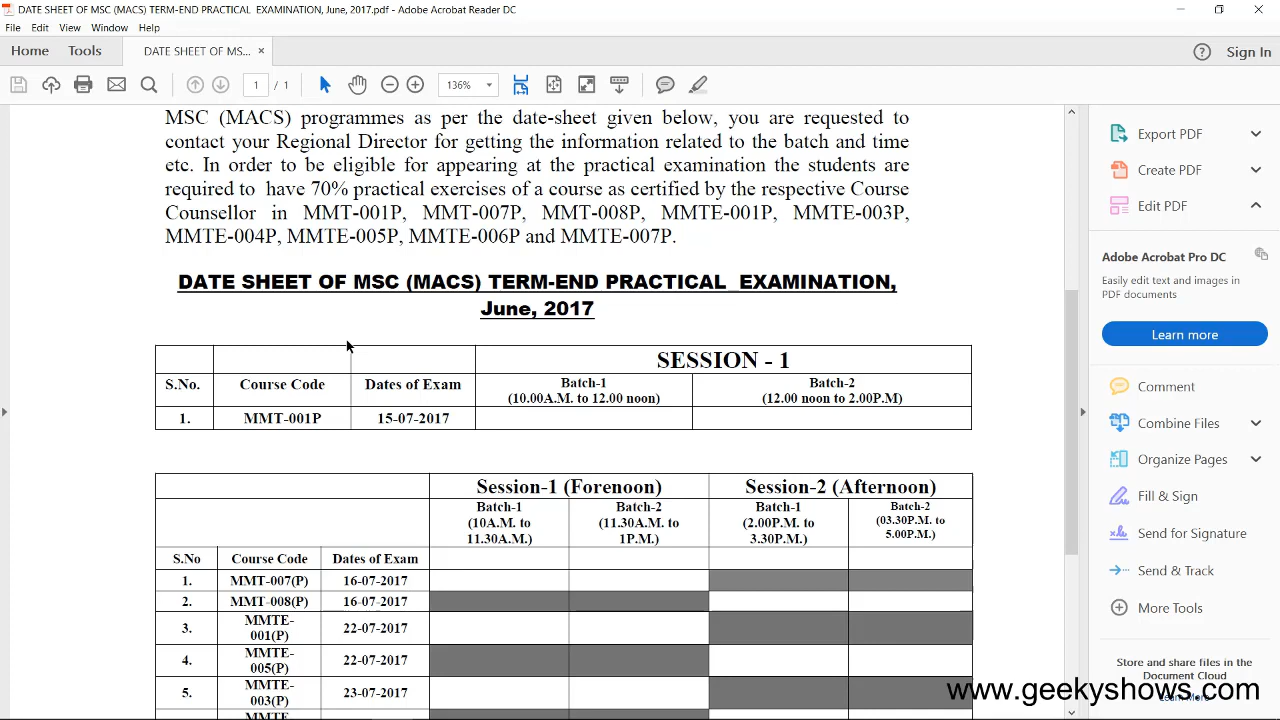 DATE SHEET OF MSC (MACS) TERM-END PRACTICAL EXAMINATION, June, 2017.pdf - Adobe Acrobat Reader DC
File Edit View Window Help
Home Tools DATE SHEET OF MS... × Sign In
1 / 1 136%
MSC (MACS) programmes as per the date-sheet given below, you are requested to
contact your Regional Director for getting the information related to the batch and time
etc. In order to be eligible for appearing at the practical examination the students are
required to have 70% practical exercises of a course as certified by the respective Course
Counsellor in MMT-001P, MMT-007P, MMT-008P, MMTE-001P, MMTE-003P,
MMTE-004P, MMTE-005P, MMTE-006P and MMTE-007P.
DATE SHEET OF MSC (MACS) TERM-END PRACTICAL EXAMINATION,
June, 2017
SESSION - 1
S.No. Course Code Dates of Exam Batch-1 Batch-2
(10.00A.M. to 12.00 noon) (12.00 noon to 2.00P.M)
1. MMT-001P 15-07-2017
Session-1 (Forenoon) Session-2 (Afternoon)
Batch-1 Batch-2 Batch-1 Batch-2
(10A.M. to (11.30A.M. to (2.00P.M. to (03.30P.M. to
11.30A.M.) 1P.M.) 3.30P.M.) 5.00P.M.)
S.No Course Code Dates of Exam
1. MMT-007(P) 16-07-2017
2. MMT-008(P) 16-07-2017
3. MMTE- 22-07-2017
001(P)
4. MMTE- 22-07-2017
005(P)
5. MMTE- 23-07-2017
003(P)
MMTE
Export PDF
Create PDF
Edit PDF
Adobe Acrobat Pro DC
Easily edit text and images in
PDF documents
Learn more
Comment
Combine Files
Organize Pages
Fill & Sign
Send for Signature
Send & Track
More Tools
Store and share files in the
Document Cloud
www.geekyshows.com